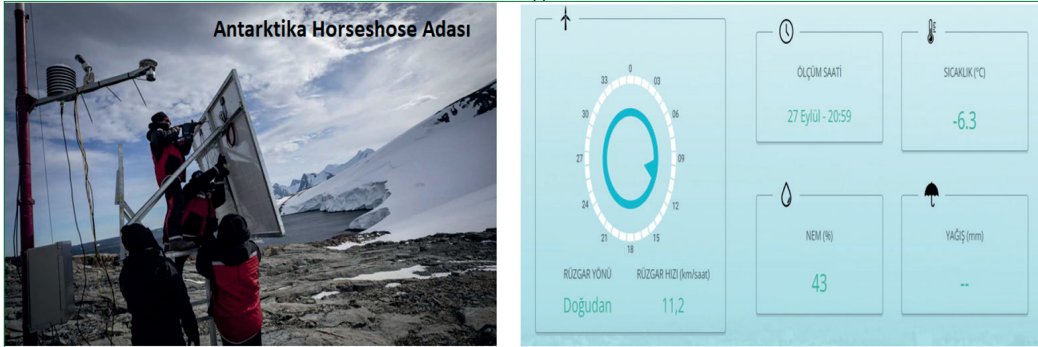 Antarktika Horseshose Adası
0
03
06
09
12
15
18
21
24
27
30
33
RÜZGAR YÖNÜ
Doğudan
RÜZGAR HIZI (km/saat)
11,2
ÖLÇÜM SAATİ
27 Eylül - 20:59
SICAKLIK (°C)
-6.3
NEM (%)
43
YAĞIŞ (mm)
--